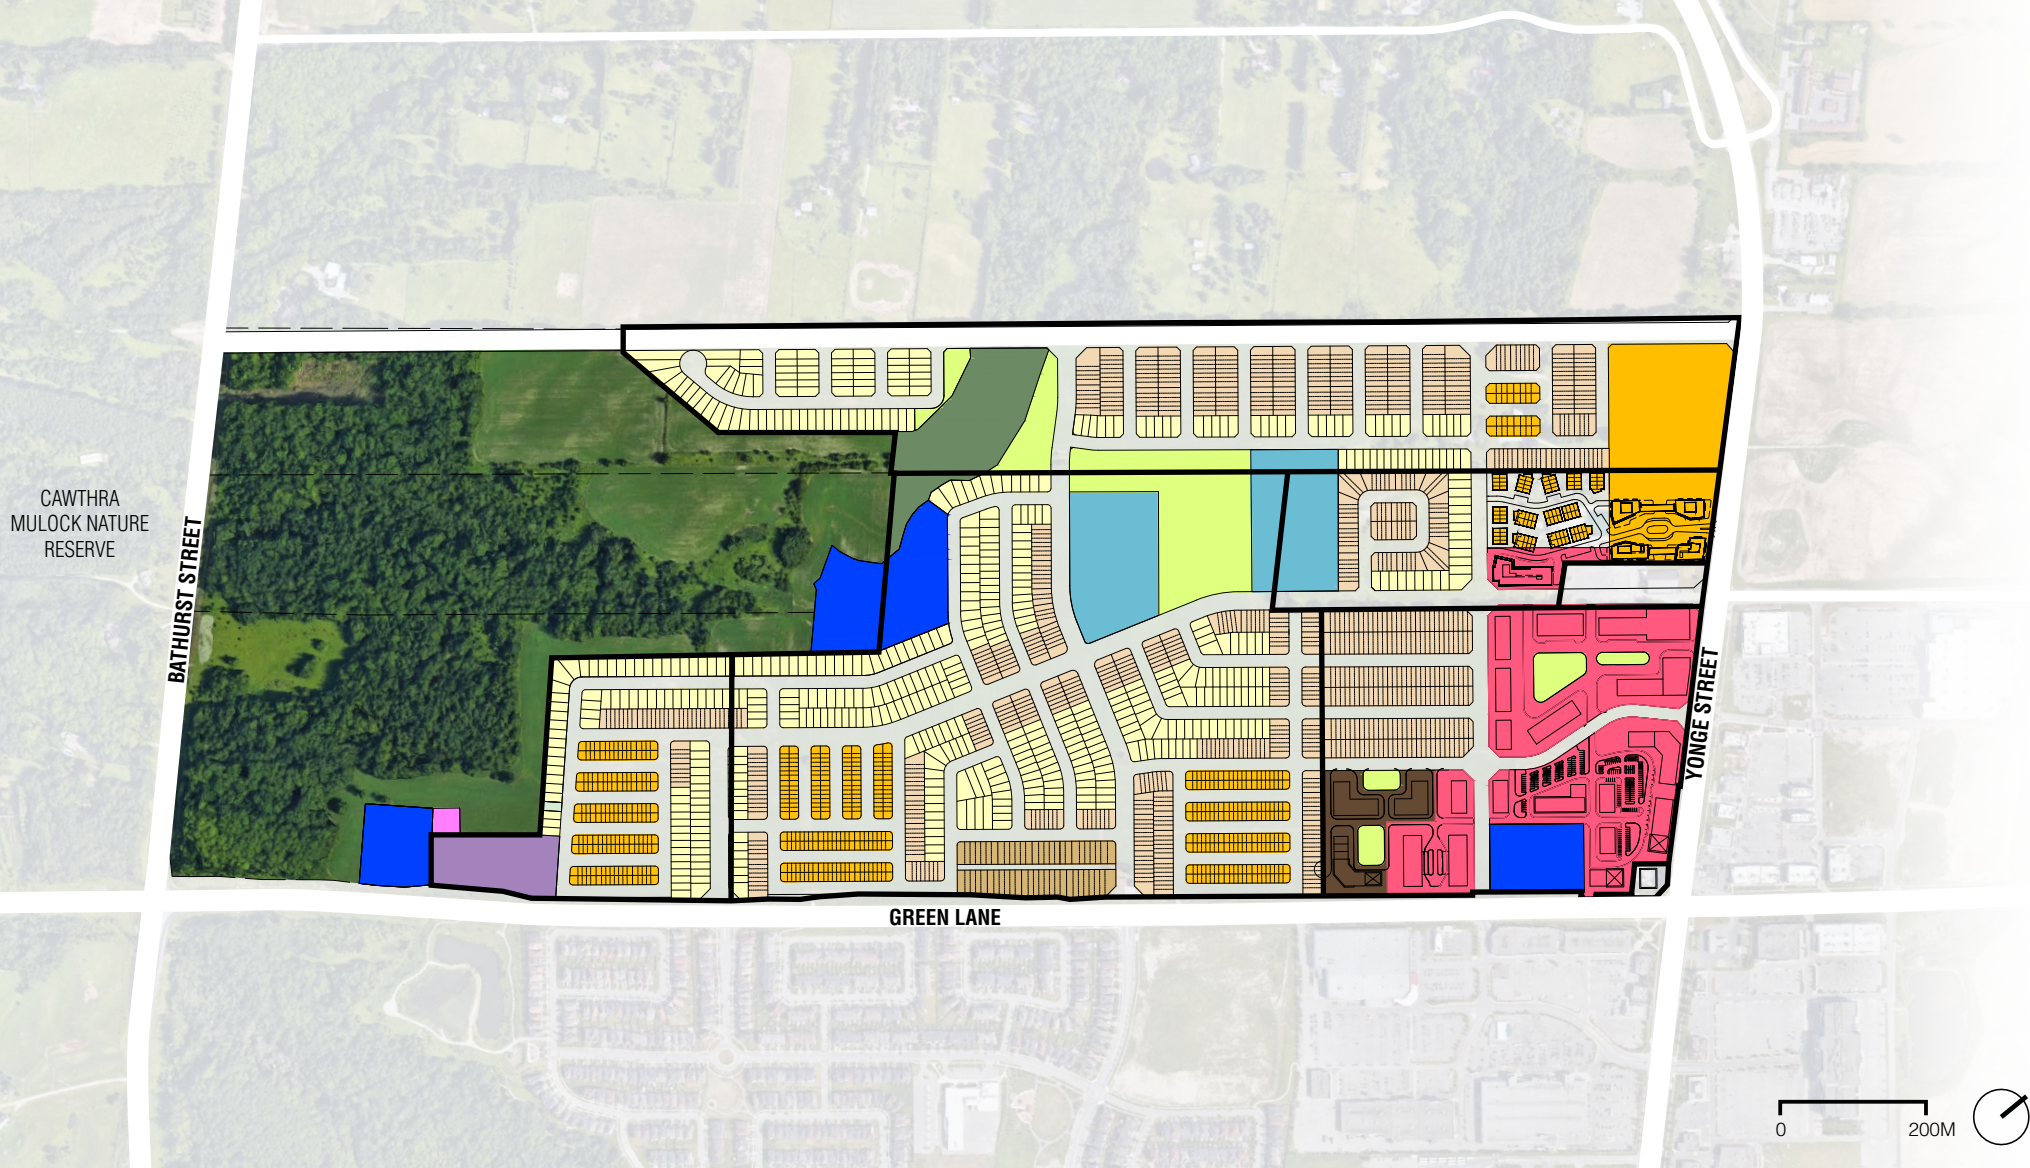 CAWTHRA
MULOCK NATURE
RESERVE
BATHURST STREET
YONGE STREET
GREEN LANE
0 200M